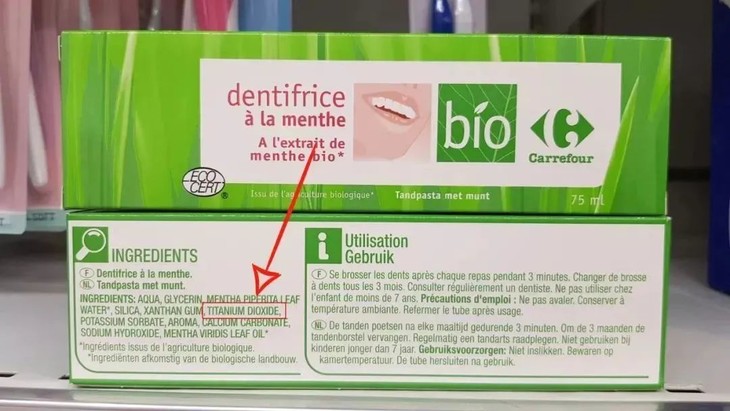 dentifrice
à la menthe
A l'extrait de
menthe bio*
bio
Carrefour
ECO
CERT
®
Issu de l'agriculture biologique*
Tandpasta met munt
75 ml
INGREDIENTS
F Dentifrice à la menthe.
NL Tandpasta met munt.
INGREDIENTS: AQUA, GLYCERIN, MENTHA PIPERITA LEAF
WATER*, SILICA, XANTHAN GUM, TITANIUM DIOXIDE,
POTASSIUM SORBATE, AROMA, CALCIUM CARBONATE,
SODIUM HYDROXIDE, MENTHA VIRIDIS LEAF OIL*
*Ingrédients issus de l'agriculture biologique.
*Ingrediënten afkomstig van de biologische landbouw.
i Utilisation
Gebruik
F Se brosser les dents après chaque repas pendant 3 minutes. Changer de brosse
à dents tous les 3 mois. Consulter régulièrement un dentiste. Ne pas utiliser chez
l'enfant de moins de 7 ans. Précautions d'emploi : Ne pas avaler. Conserver à
température ambiante. Refermer le tube après usage.
NL De tanden poetsen na elke maaltijd gedurende 3 minuten. Om de 3 maanden de
tandenborstel vervangen. Regelmatig een tandarts raadplegen. Niet gebruiken bij
kinderen jonger dan 7 jaar. Gebruiksvoorzorgen: Niet inslikken. Bewaren op
kamertemperatuur. De tube hersluiten na gebruik.